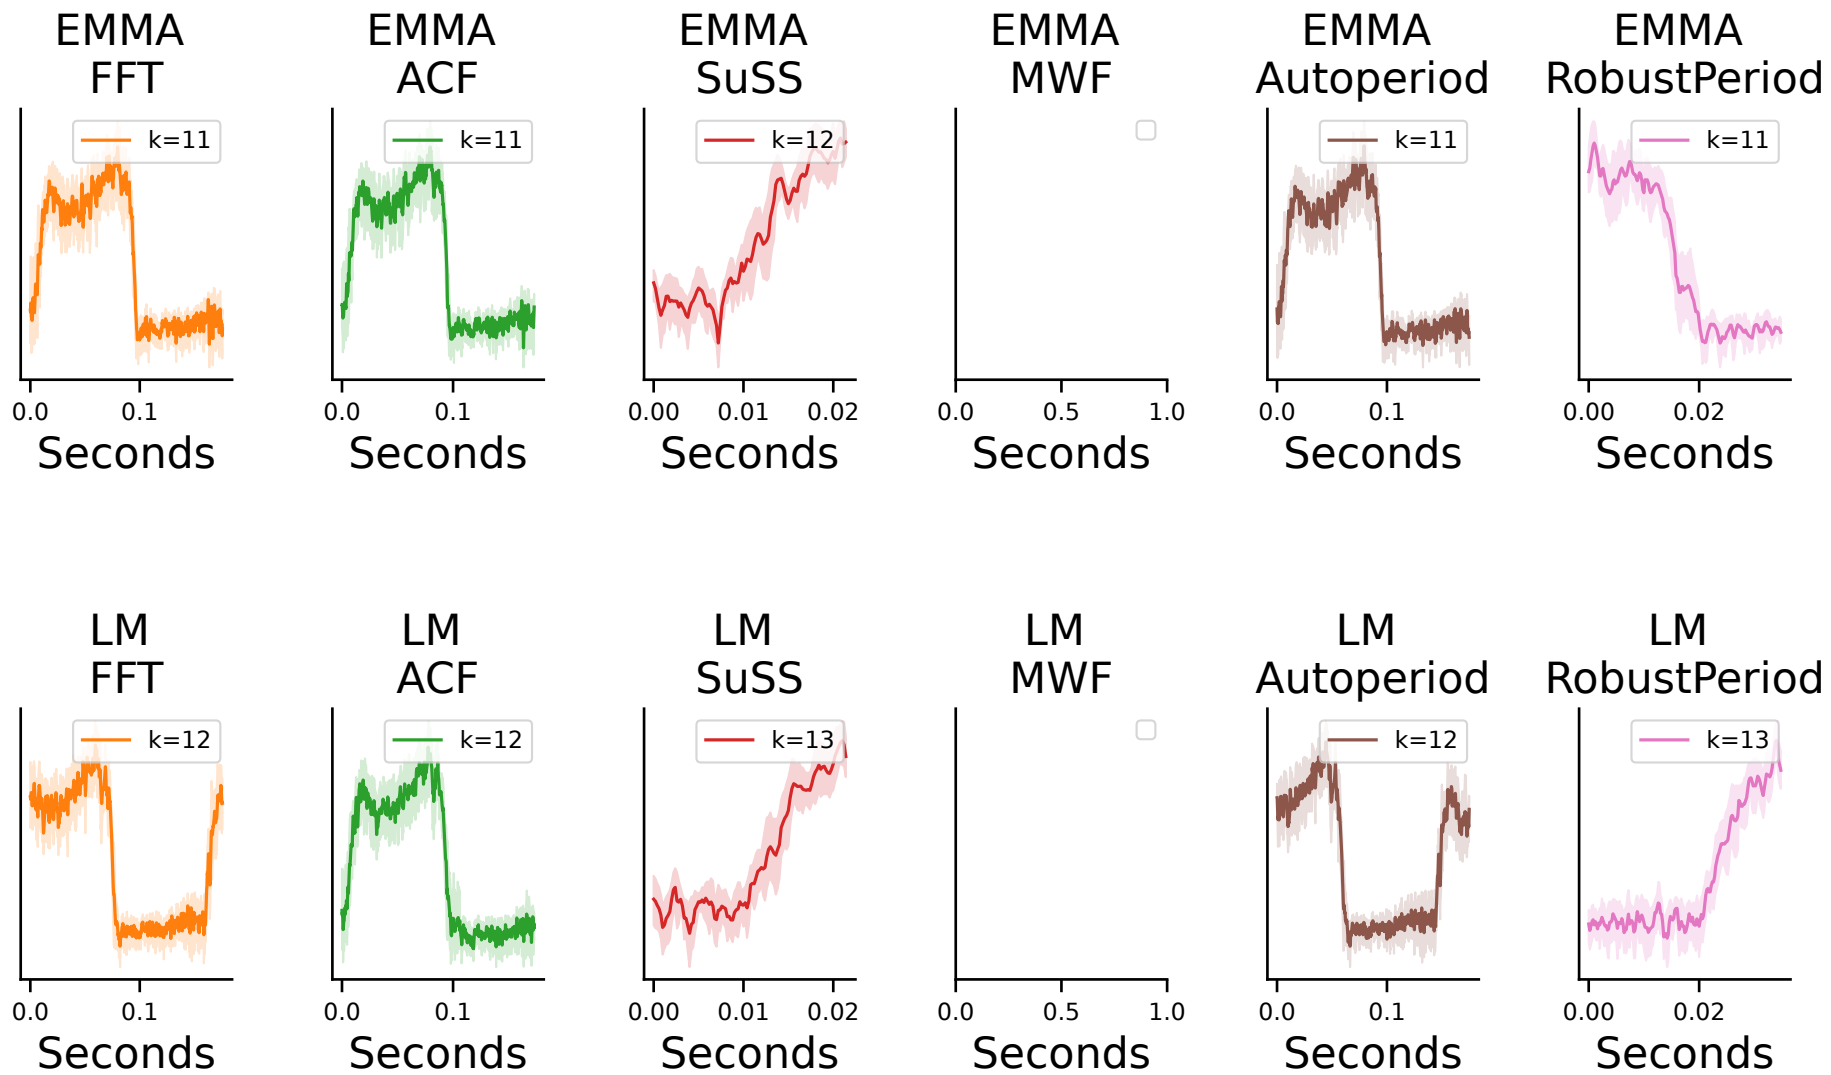 EMMA
FFT
k=11
0.0 0.1
Seconds
EMMA
ACF
k=11
0.0 0.1
Seconds
EMMA
SuSS
k=12
0.00 0.01 0.02
Seconds
EMMA
MWF
0.0 0.5 1.0
Seconds
EMMA
Autoperiod
k=11
0.0 0.1
Seconds
EMMA
RobustPeriod
k=11
0.00 0.02
Seconds
LM
FFT
k=12
0.0 0.1
Seconds
LM
ACF
k=12
0.0 0.1
Seconds
LM
SuSS
k=13
0.00 0.01 0.02
Seconds
LM
MWF
0.0 0.5 1.0
Seconds
LM
Autoperiod
k=12
0.0 0.1
Seconds
LM
RobustPeriod
k=13
0.00 0.02
Seconds